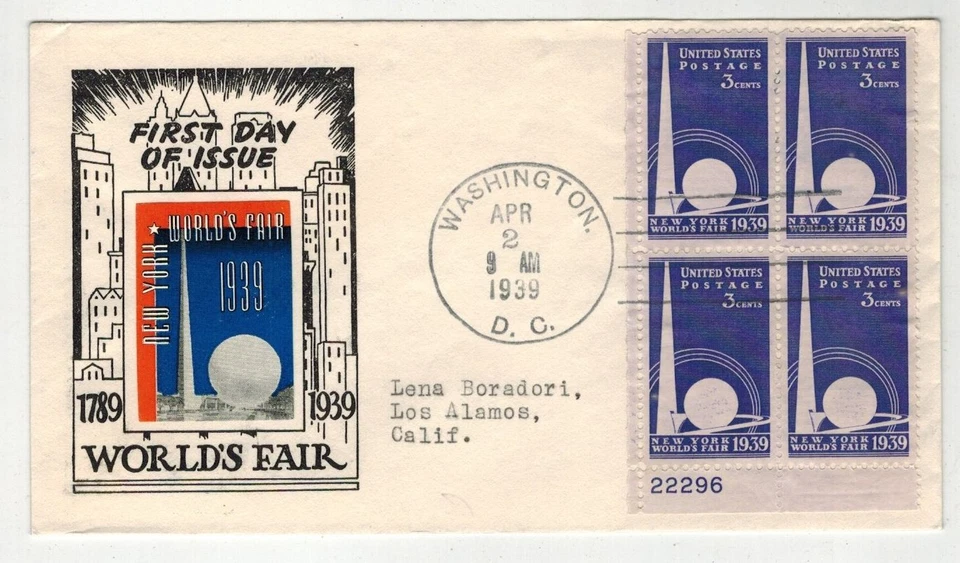 FIRST DAY
OF ISSUE
NEW YORK
WORLD'S FAIR
1939
1789
1939
WORLD'S FAIR
WASHINGTON.
APR
2
9 AM
1939
D. C.
Lena Boradori,
Los Alamos,
Calif.
UNITED STATES
POSTAGE
3 CENTS
NEW YORK
WORLD'S FAIR 1939
UNITED STATES
POSTAGE
3 CENTS
NEW YORK
WORLD'S FAIR 1939
UNITED STATES
POSTAGE
3 CENTS
NEW YORK
WORLD'S FAIR 1939
UNITED STATES
POSTAGE
3 CENTS
NEW YORK
WORLD'S FAIR 1939
22296